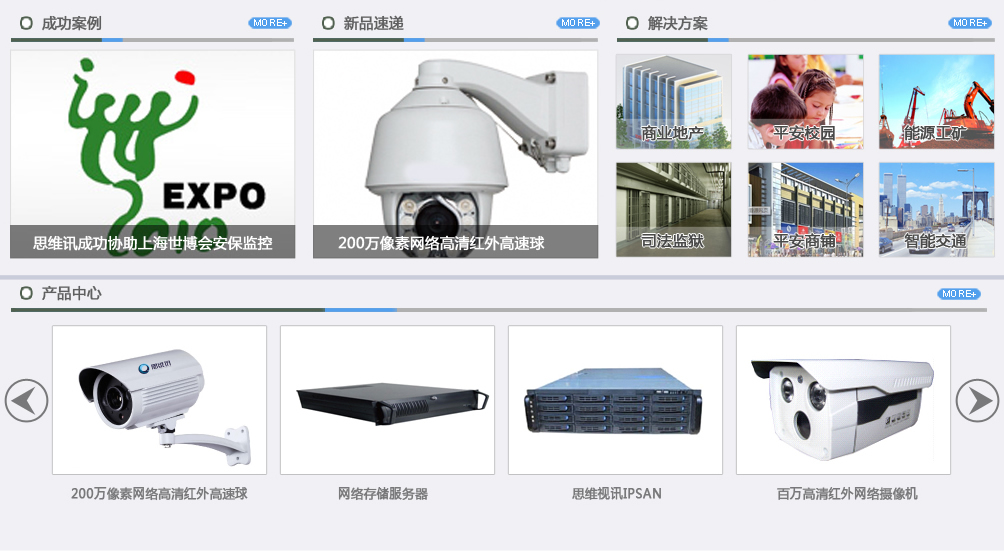 成功案例
MORE+
新品速递
MORE+
解决方案
MORE+
EXPO
2010
思维讯成功协助上海世博会安保监控
200万像素网络高清红外高速球
商业地产
平安校园
能源工矿
司法监狱
平安商铺
智能交通
产品中心
MORE+
200万像素网络高清红外高速球
网络存储服务器
思维视讯IPSAN
百万高清红外网络摄像机